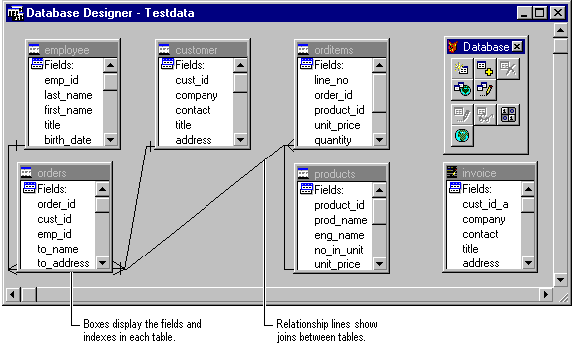 Database Designer - Testdata
employee
Fields:
emp_id
last_name
first_name
title
birth_date
customer
Fields:
cust_id
company
contact
title
address
orditems
Fields:
line_no
order_id
product_id
unit_price
quantity
Database
orders
Fields:
order_id
cust_id
emp_id
to_name
to_address
products
Fields:
product_id
prod_name
eng_name
no_in_unit
unit_price
invoice
Fields:
cust_id_a
company
contact
title
address
Boxes display the fields and
indexes in each table.
Relationship lines show
joins between tables.